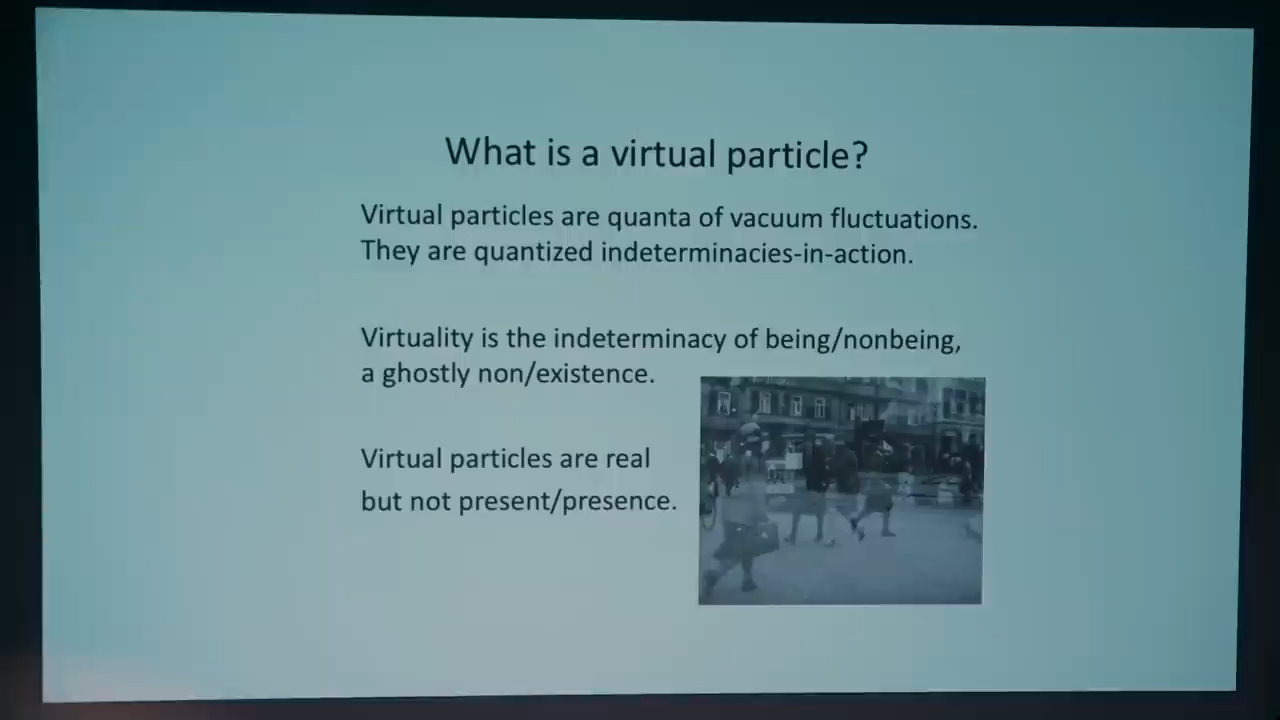 What is a virtual particle?
Virtual particles are quanta of vacuum fluctuations.
They are quantized indeterminacies-in-action.
Virtuality is the indeterminacy of being/nonbeing,
a ghostly non/existence.
Virtual particles are real
but not present/presence.